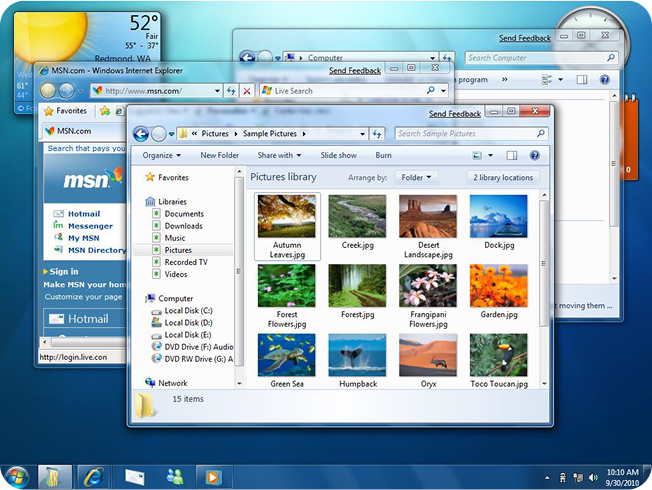 52°
Fair
55° - 37°
Redmond, WA
61°
44°
Send Feedback
Computer
Search Computer
program
MSN.com - Windows Internet Explorer
Send Feedback
http://www.msn.com/
Live Search
Favorites
MSN.com
Search that pays you
msn
Hotmail
Messenger
My MSN
MSN Directory
Sign in
Make MSN your hom
Customize your page
Hotmail
http://login.live.con
Send Feedback
Pictures
Sample Pictures
Search Sample Pictures
Organize
New Folder
Share with
Slide show
Burn
Favorites
Libraries
Documents
Downloads
Music
Pictures
Recorded TV
Videos
Computer
Local Disk (C:)
Local Disk (D:)
Local Disk (E:)
DVD Drive (F:) Audio
DVD RW Drive (G:) A
Network
Pictures library
Arrange by:
Folder
2 library locations
Autumn Leaves.jpg
Creek.jpg
Desert Landscape.jpg
Dock.jpg
Forest Flowers.jpg
Forest.jpg
Frangipani Flowers.jpg
Garden.jpg
Green Sea
Humpback
Oryx
Toco Toucan.jpg
15 items
t moving them ...
10:10 AM
9/30/2010